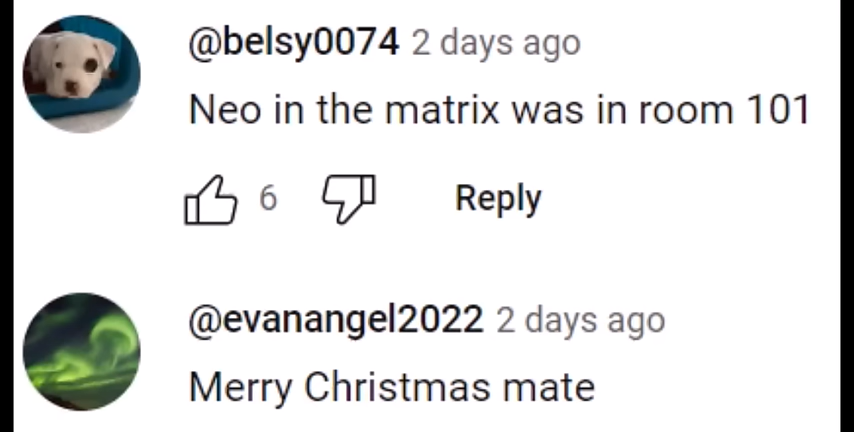 @belsy0074 2 days ago
Neo in the matrix was in room 101
6 Reply
@evanangel2022 2 days ago
Merry Christmas mate